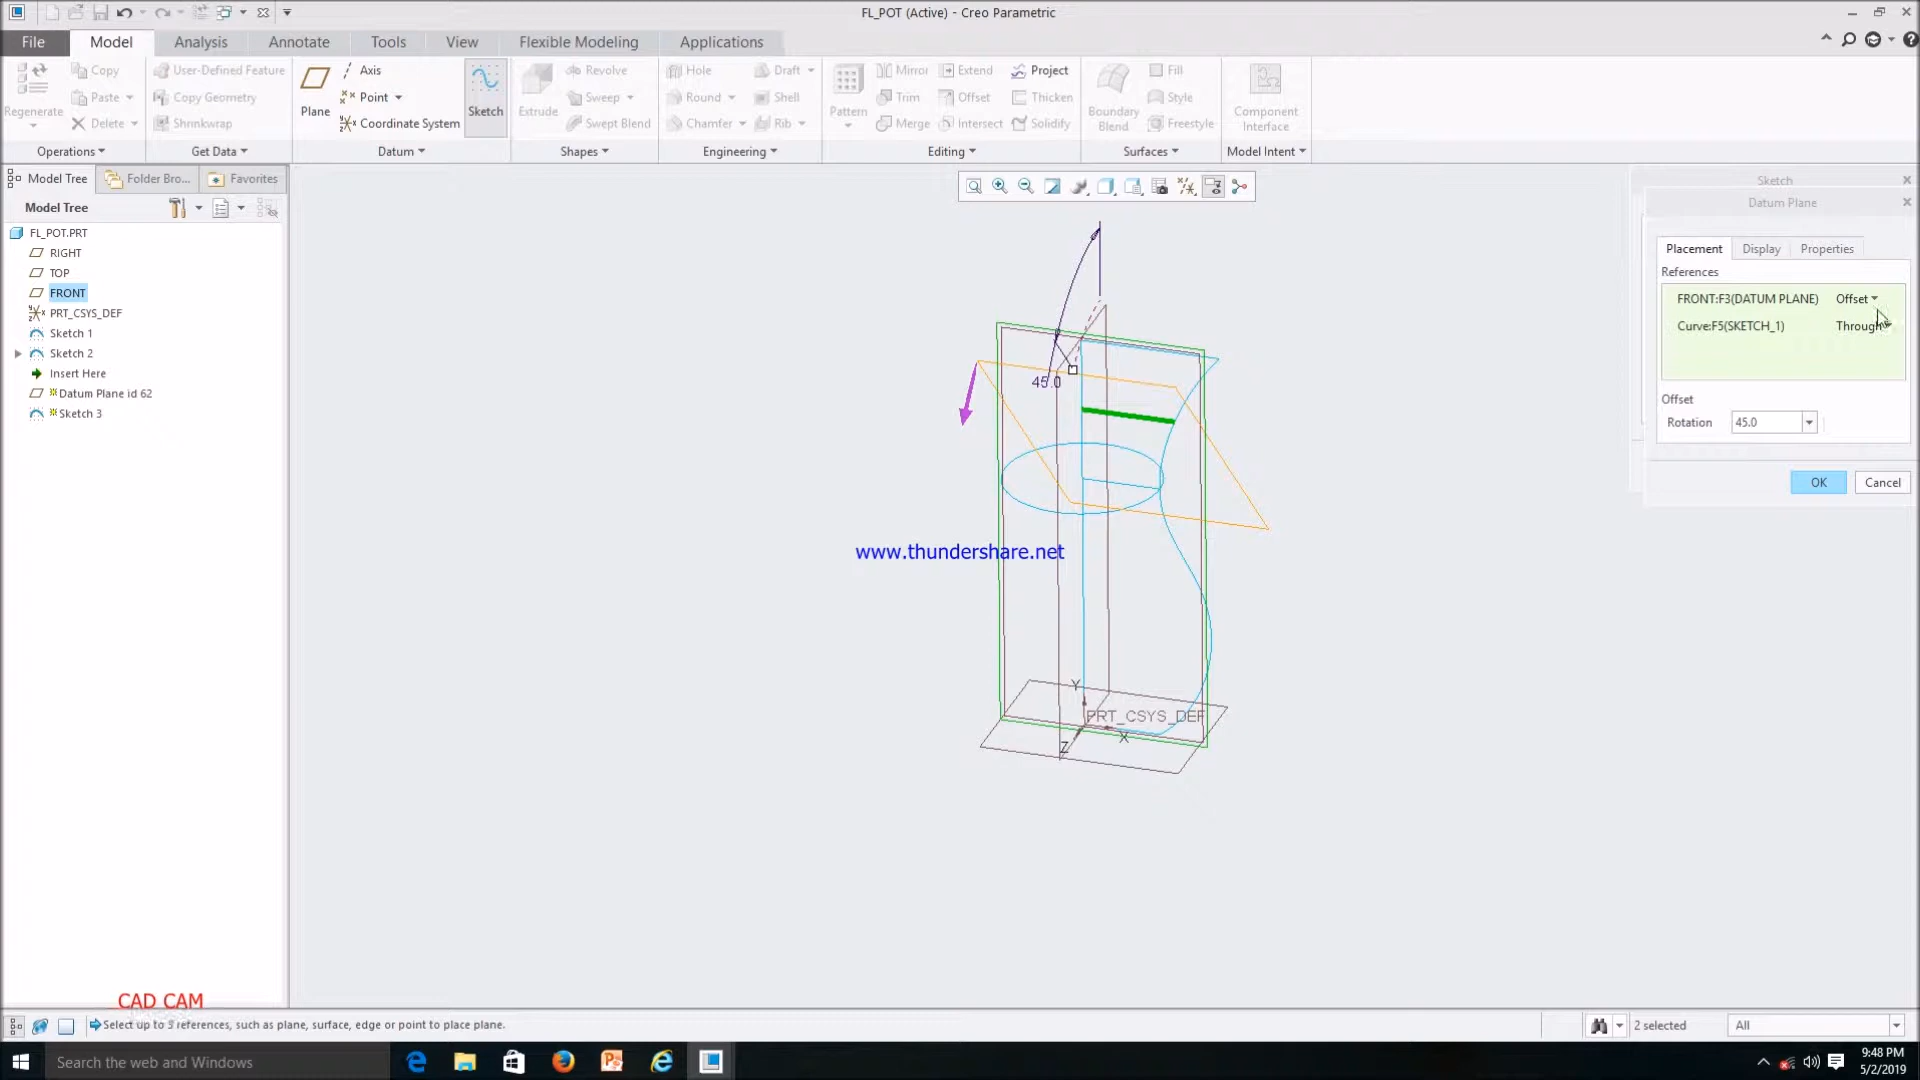 FL_POT (Active) - Creo Parametric
File Model Analysis Annotate Tools View Flexible Modeling Applications
Regenerate Copy Paste Delete
Operations
User-Defined Feature Copy Geometry Shrinkwrap
Get Data
Plane Axis Point Coordinate System Sketch
Datum
Extrude Revolve Sweep Swept Blend
Shapes
Hole Round Chamfer Draft Shell Rib
Engineering
Pattern Mirror Trim Merge Extend Offset Intersect Project Thicken Solidify
Editing
Boundary Blend Fill Style Freestyle
Surfaces
Component Interface
Model Intent
Model Tree Folder Bro... Favorites
Model Tree
FL_POT.PRT
RIGHT
TOP
FRONT
PRT_CSYS_DEF
Sketch 1
Sketch 2
Insert Here
Datum Plane id 62
Sketch 3
CAD CAM
45.0
www.thundershare.net
Y
PRT_CSYS_DEF
X
Z
Sketch
Datum Plane
Placement Display Properties
References
FRONT:F3(DATUM PLANE) Offset
Curve:F5(SKETCH_1) Through
Offset
Rotation 45.0
OK Cancel
Select up to 3 references, such as plane, surface, edge or point to place plane.
2 selected All
Search the web and Windows
9:48 PM
5/2/2019